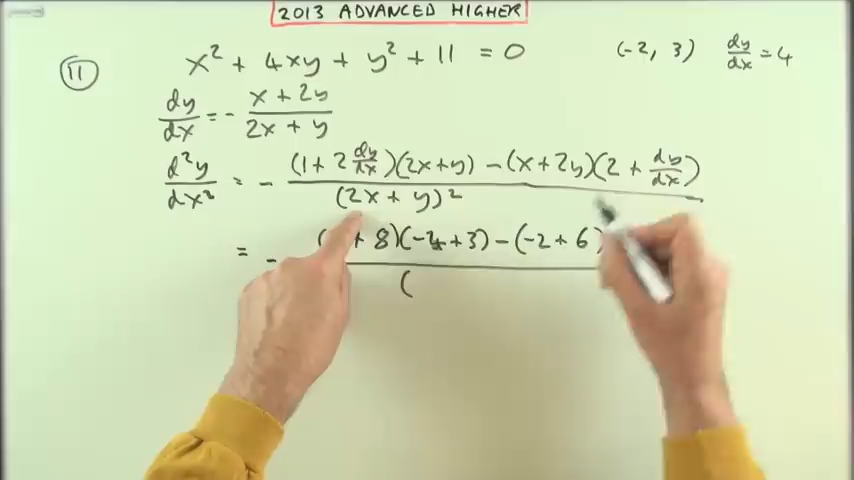 2013 ADVANCED HIGHER
11 x² + 4xy + y² + 11 = 0 (-2, 3) dy/dx = 4
dy/dx = - (x + 2y)/(2x + y)
d²y/dx² = - ((1 + 2 dy/dx)(2x+y) - (x+2y)(2 + dy/dx))/(2x + y)²
= - ( + 8)(-4+3) - (-2+6)
(